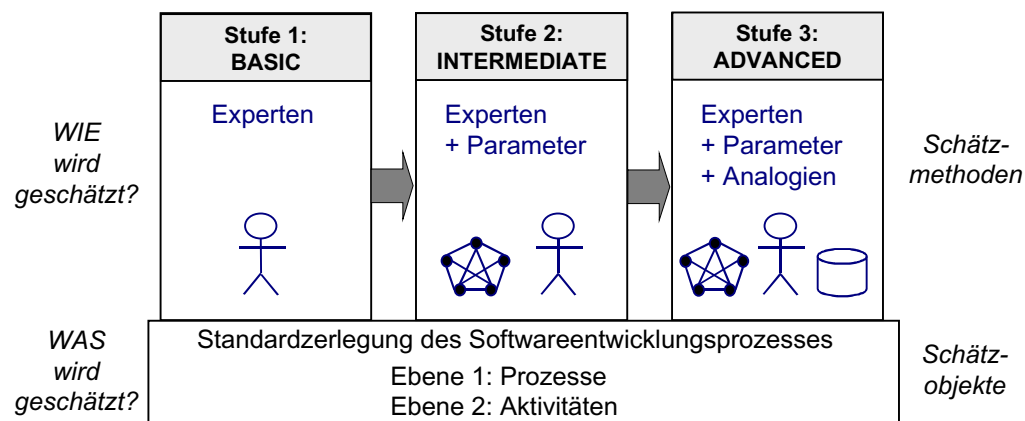 Stufe 1:
BASIC
Stufe 2:
INTERMEDIATE
Stufe 3:
ADVANCED
WIE
wird
geschätzt?
Experten
Experten
+ Parameter
Experten
+ Parameter
+ Analogien
Schätz-
methoden
WAS
wird
geschätzt?
Standardzerlegung des Softwareentwicklungsprozesses
Ebene 1: Prozesse
Ebene 2: Aktivitäten
Schätz-
objekte